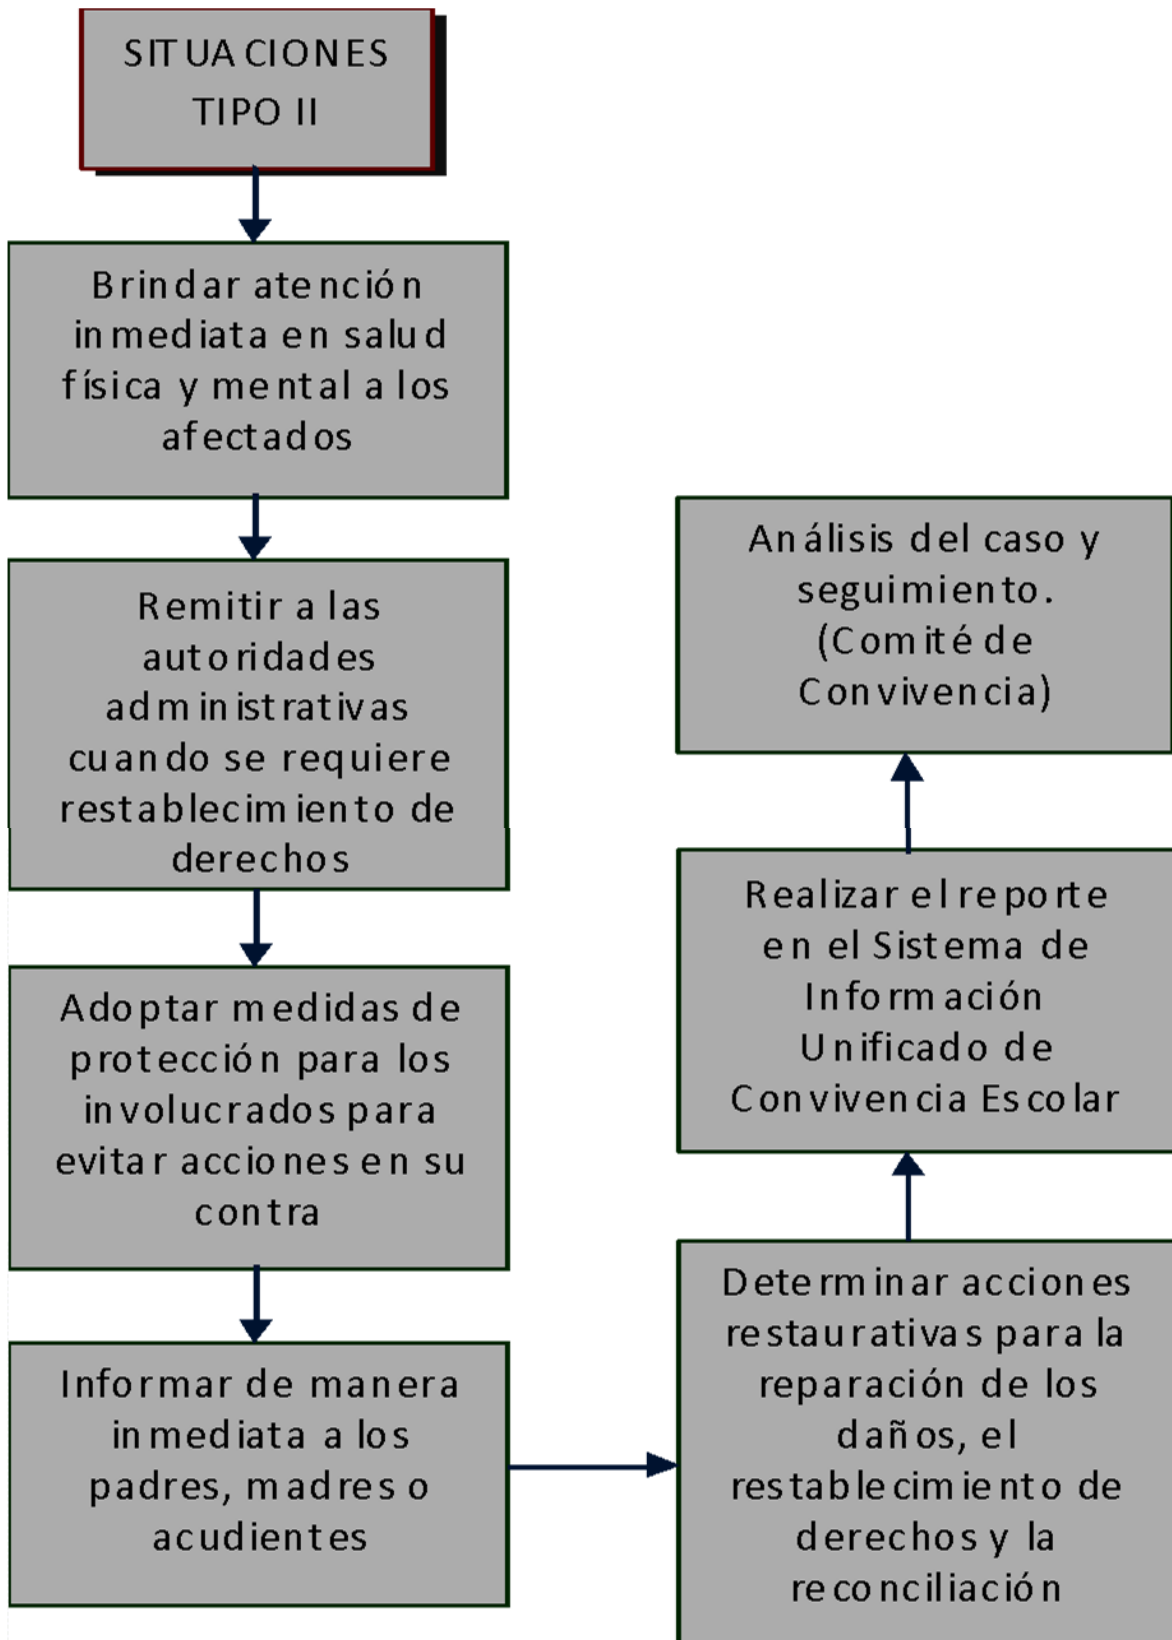 SITUACIONES
TIPO II
Brindar atención
inmediata en salud
física y mental a los
afectados
Remitir a las
autoridades
administrativas
cuando se requiere
restablecimiento de
derechos
Adoptar medidas de
protección para los
involucrados para
evitar acciones en su
contra
Informar de manera
inmediata a los
padres, madres o
acudientes
Determinar acciones
restaurativas para la
reparación de los
daños, el
restablecimiento de
derechos y la
reconciliación
Realizar el reporte
en el Sistema de
Información
Unificado de
Convivencia Escolar
Análisis del caso y
seguimiento.
(Comité de
Convivencia)